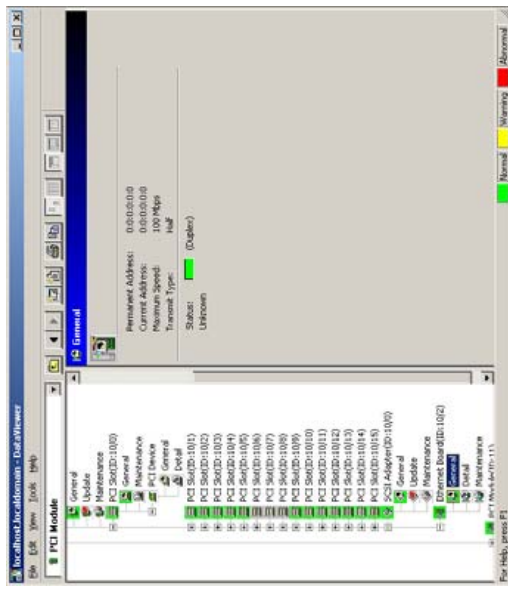 localhost.localdomain - DataViewer
File Edit View Tools Help
PCI Module
General
Update
Maintenance
PCI Slot(ID:10/0)
General
Maintenance
PCI Device
General
Detail
PCI Slot(ID:10/1)
PCI Slot(ID:10/2)
PCI Slot(ID:10/3)
PCI Slot(ID:10/4)
PCI Slot(ID:10/5)
PCI Slot(ID:10/6)
PCI Slot(ID:10/7)
PCI Slot(ID:10/8)
PCI Slot(ID:10/9)
PCI Slot(ID:10/10)
PCI Slot(ID:10/11)
PCI Slot(ID:10/12)
PCI Slot(ID:10/13)
PCI Slot(ID:10/14)
PCI Slot(ID:10/15)
SCSI Adapter(ID:10/0)
General
Update
Maintenance
Ethernet Board(ID:10/2)
General
Detail
Maintenance
PCI Module(ID:11)
General
Permanent Address: 0:0:0:0:0:0
Current Address: 0:0:0:0:0:0
Maximum Speed: 100 Mbps
Transmit Type: Half
Status: (Duplex)
Unknown
For Help, press F1
Normal Warning Abnormal